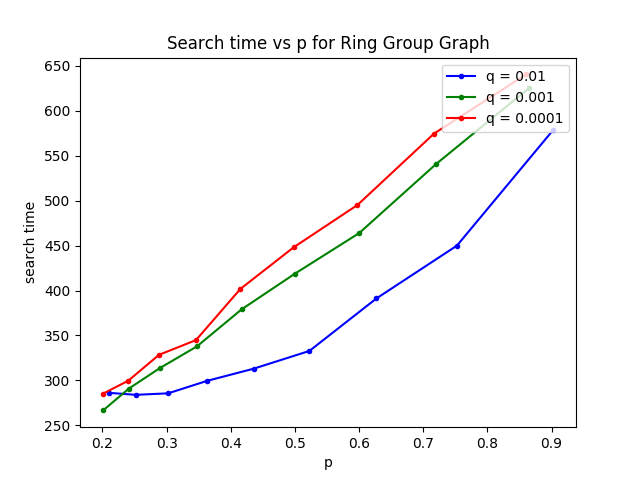 Search time vs p for Ring Group Graph
650
600
550
500
450
400
350
300
250
search time
q = 0.01
q = 0.001
q = 0.0001
0.2 0.3 0.4 0.5 0.6 0.7 0.8 0.9
p